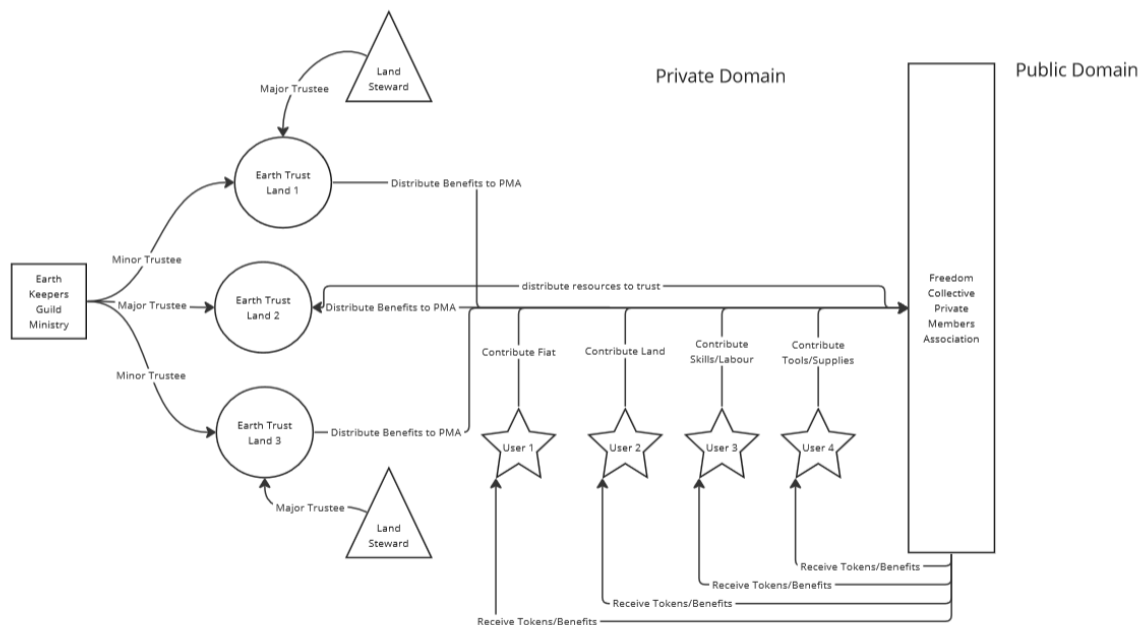 Private Domain
Public Domain
Land
Steward
Major Trustee
Earth Trust
Land 1
Distribute Benefits to PMA
Minor Trustee
Earth
Keepers
Guild
Ministry
Major Trustee
Earth Trust
Land 2
distribute resources to trust
Distribute Benefits to PMA
Freedom
Collective
Private
Members
Association
Contribute Fiat
Contribute Land
Contribute
Skills/Labour
Contribute
Tools/Supplies
Minor Trustee
Earth Trust
Land 3
Distribute Benefits to PMA
User 1
User 2
User 3
User 4
Major Trustee
Land
Steward
Receive Tokens/Benefits
Receive Tokens/Benefits
Receive Tokens/Benefits
Receive Tokens/Benefits